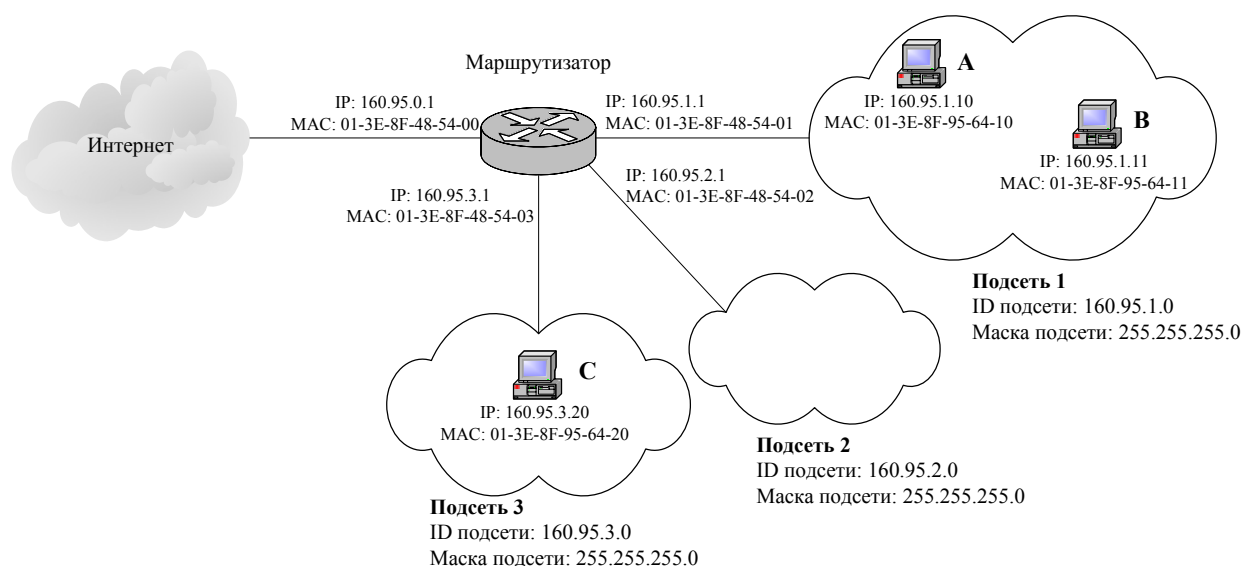 Маршрутизатор
Интернет
IP: 160.95.0.1
MAC: 01-3E-8F-48-54-00
IP: 160.95.1.1
MAC: 01-3E-8F-48-54-01
IP: 160.95.3.1
MAC: 01-3E-8F-48-54-03
IP: 160.95.2.1
MAC: 01-3E-8F-48-54-02
A
IP: 160.95.1.10
MAC: 01-3E-8F-95-64-10
B
IP: 160.95.1.11
MAC: 01-3E-8F-95-64-11
Подсеть 1
ID подсети: 160.95.1.0
Маска подсети: 255.255.255.0
C
IP: 160.95.3.20
MAC: 01-3E-8F-95-64-20
Подсеть 2
ID подсети: 160.95.2.0
Маска подсети: 255.255.255.0
Подсеть 3
ID подсети: 160.95.3.0
Маска подсети: 255.255.255.0